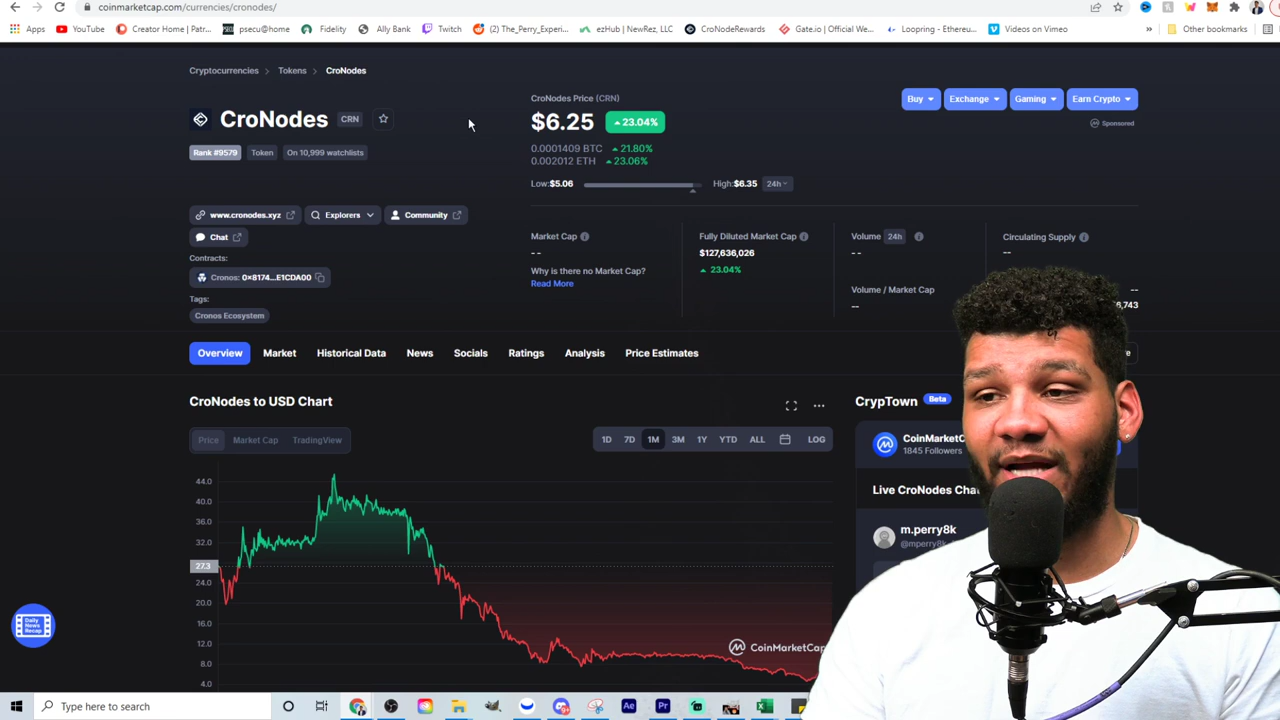 coinmarketcap.com/currencies/cronodes/
Apps YouTube Creator Home | Patr... psecu@home Fidelity Ally Bank Twitch (2) The_Perry_Experi... ezHub | NewRez, LLC CroNodeRewards Gate.io | Official We... Loopring - Ethereu... Videos on Vimeo » Other bookmarks
Cryptocurrencies > Tokens > CroNodes
CroNodes CRN
Rank #9579 Token On 10,999 watchlists
www.cronodes.xyz Explorers Community
Chat
Contracts:
Cronos: 0x8174...E1CDA00
Tags:
Cronos Ecosystem
CroNodes Price (CRN)
$6.25 23.04%
0.0001409 BTC 21.80%
0.002012 ETH 23.06%
Low:$5.06 High:$6.35 24h
Buy Exchange Gaming Earn Crypto
Sponsored
Market Cap
- -
Why is there no Market Cap?
Read More
Fully Diluted Market Cap
$127,636,026
23.04%
Volume 24h
- -
Volume / Market Cap
--
Circulating Supply
--
--
6,743
Overview Market Historical Data News Socials Ratings Analysis Price Estimates
CroNodes to USD Chart
Price Market Cap TradingView
1D 7D 1M 3M 1Y YTD ALL LOG
44.0
40.0
36.0
32.0
27.3
24.0
20.0
16.0
12.0
8.0
4.0
CoinMarketCap
CrypTown Beta
CoinMarketC
1845 Followers
Live CroNodes Cha
m.perry8k
@mperry8k
Daily
News
Recap
Type here to search
Ae Pr